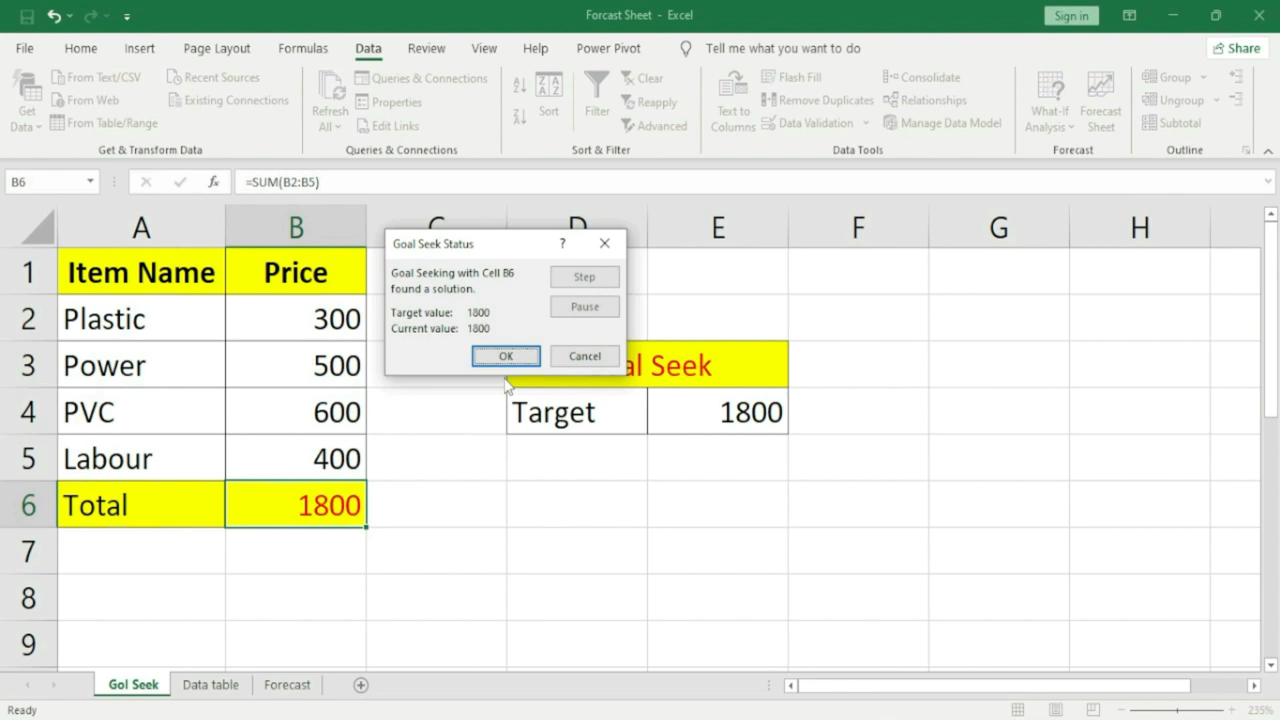 Forcast Sheet - Excel
Sign in
File Home Insert Page Layout Formulas Data Review View Help Power Pivot Tell me what you want to do Share
Get Data
From Text/CSV
From Web
From Table/Range
Recent Sources
Existing Connections
Get & Transform Data
Refresh All
Queries & Connections
Properties
Edit Links
Queries & Connections
Sort
Filter
Clear
Reapply
Advanced
Sort & Filter
Text to Columns
Flash Fill
Remove Duplicates
Data Validation
Consolidate
Relationships
Manage Data Model
Data Tools
What-If Analysis
Forecast Sheet
Forecast
Group
Ungroup
Subtotal
Outline
B6 fx =SUM(B2:B5)
A B C D E F G H
1 Item Name Price
2 Plastic 300
3 Power 500
4 PVC 600
5 Labour 400
6 Total 1800
7
8
9
Goal Seek Status ?
Goal Seeking with Cell B6
found a solution.
Target value: 1800
Current value: 1800
Step
Pause
OK Cancel
al Seek
Target 1800
Gol Seek Data table Forecast
Ready
235%